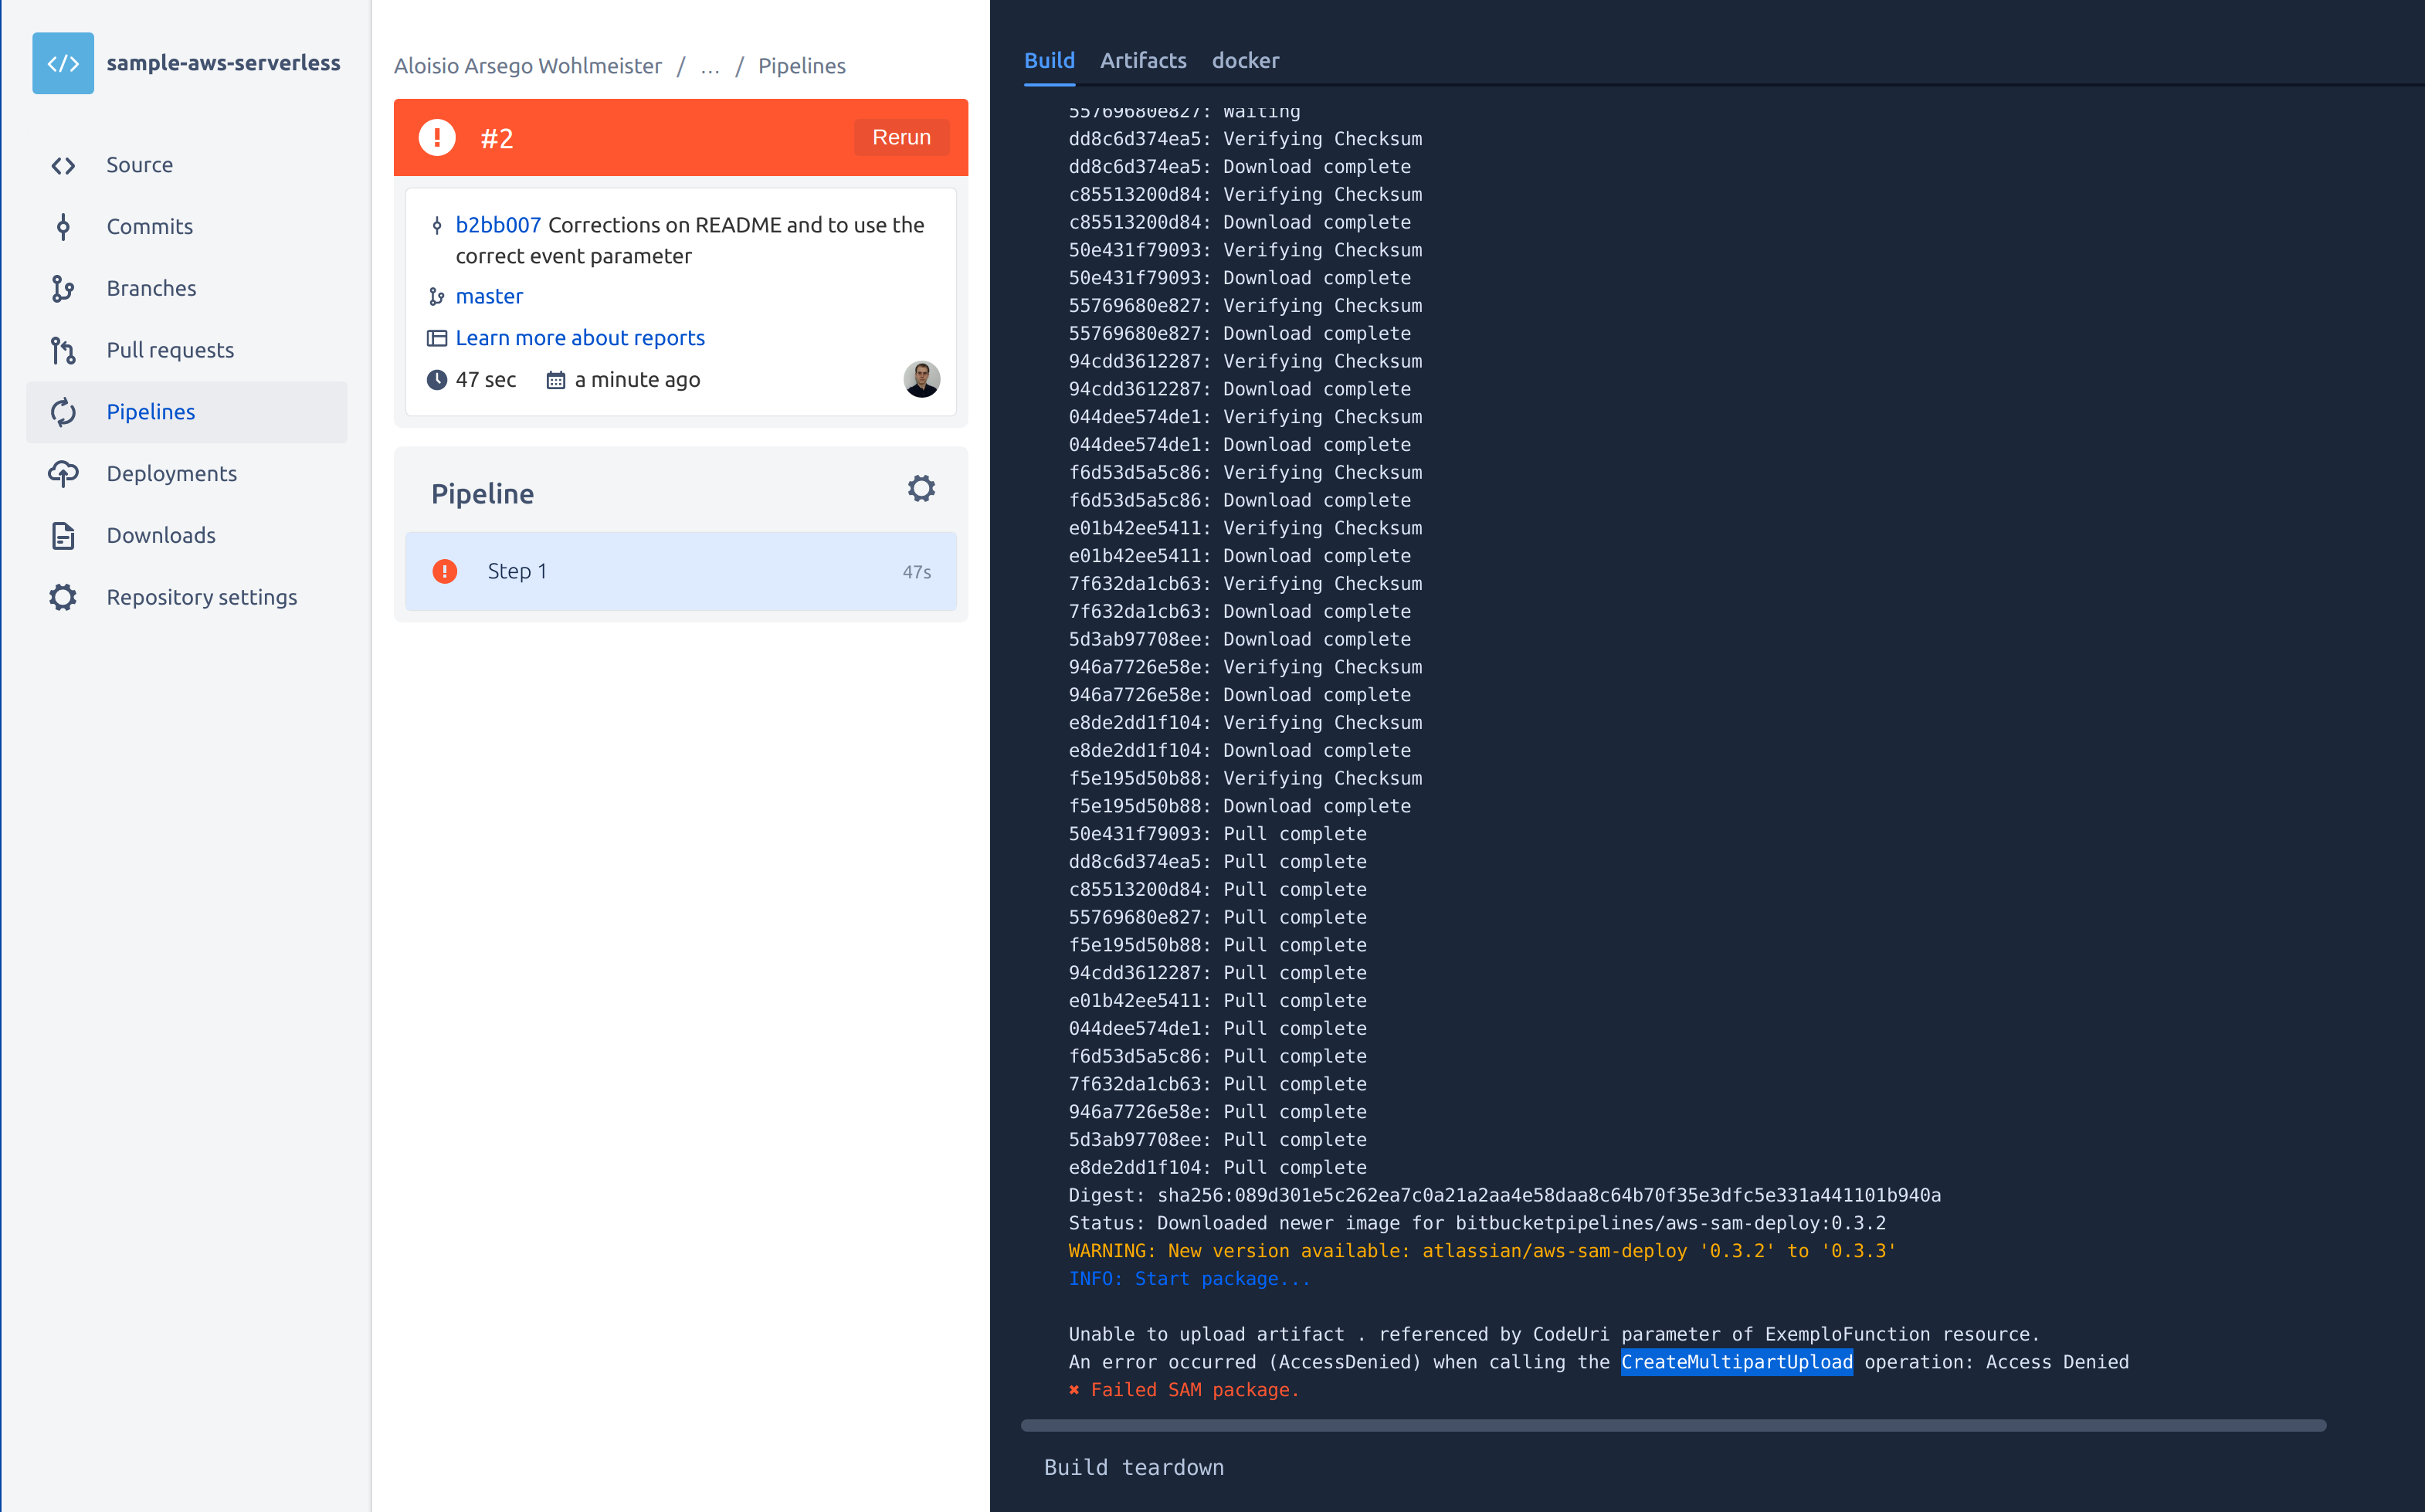 sample-aws-serverless
Source
Commits
Branches
Pull requests
Pipelines
Deployments
Downloads
Repository settings
Aloisio Arsego Wohlmeister / ... / Pipelines
#2
Rerun
b2bb007 Corrections on README and to use the
correct event parameter
master
Learn more about reports
47 sec a minute ago
Pipeline
Step 1 47s
Build Artifacts docker
55769680e827: Waiting
dd8c6d374ea5: Verifying Checksum
dd8c6d374ea5: Download complete
c85513200d84: Verifying Checksum
c85513200d84: Download complete
50e431f79093: Verifying Checksum
50e431f79093: Download complete
55769680e827: Verifying Checksum
55769680e827: Download complete
94cdd3612287: Verifying Checksum
94cdd3612287: Download complete
044dee574de1: Verifying Checksum
044dee574de1: Download complete
f6d53d5a5c86: Verifying Checksum
f6d53d5a5c86: Download complete
e01b42ee5411: Verifying Checksum
e01b42ee5411: Download complete
7f632da1cb63: Verifying Checksum
7f632da1cb63: Download complete
5d3ab97708ee: Download complete
946a7726e58e: Verifying Checksum
946a7726e58e: Download complete
e8de2dd1f104: Verifying Checksum
e8de2dd1f104: Download complete
f5e195d50b88: Verifying Checksum
f5e195d50b88: Download complete
50e431f79093: Pull complete
dd8c6d374ea5: Pull complete
c85513200d84: Pull complete
55769680e827: Pull complete
f5e195d50b88: Pull complete
94cdd3612287: Pull complete
e01b42ee5411: Pull complete
044dee574de1: Pull complete
f6d53d5a5c86: Pull complete
7f632da1cb63: Pull complete
946a7726e58e: Pull complete
5d3ab97708ee: Pull complete
e8de2dd1f104: Pull complete
Digest: sha256:089d301e5c262ea7c0a21a2aa4e58daa8c64b70f35e3dfc5e331a441101b940a
Status: Downloaded newer image for bitbucketpipelines/aws-sam-deploy:0.3.2
WARNING: New version available: atlassian/aws-sam-deploy '0.3.2' to '0.3.3'
INFO: Start package...
Unable to upload artifact . referenced by CodeUri parameter of ExemploFunction resource.
An error occurred (AccessDenied) when calling the CreateMultipartUpload operation: Access Denied
✖ Failed SAM package.
Build teardown